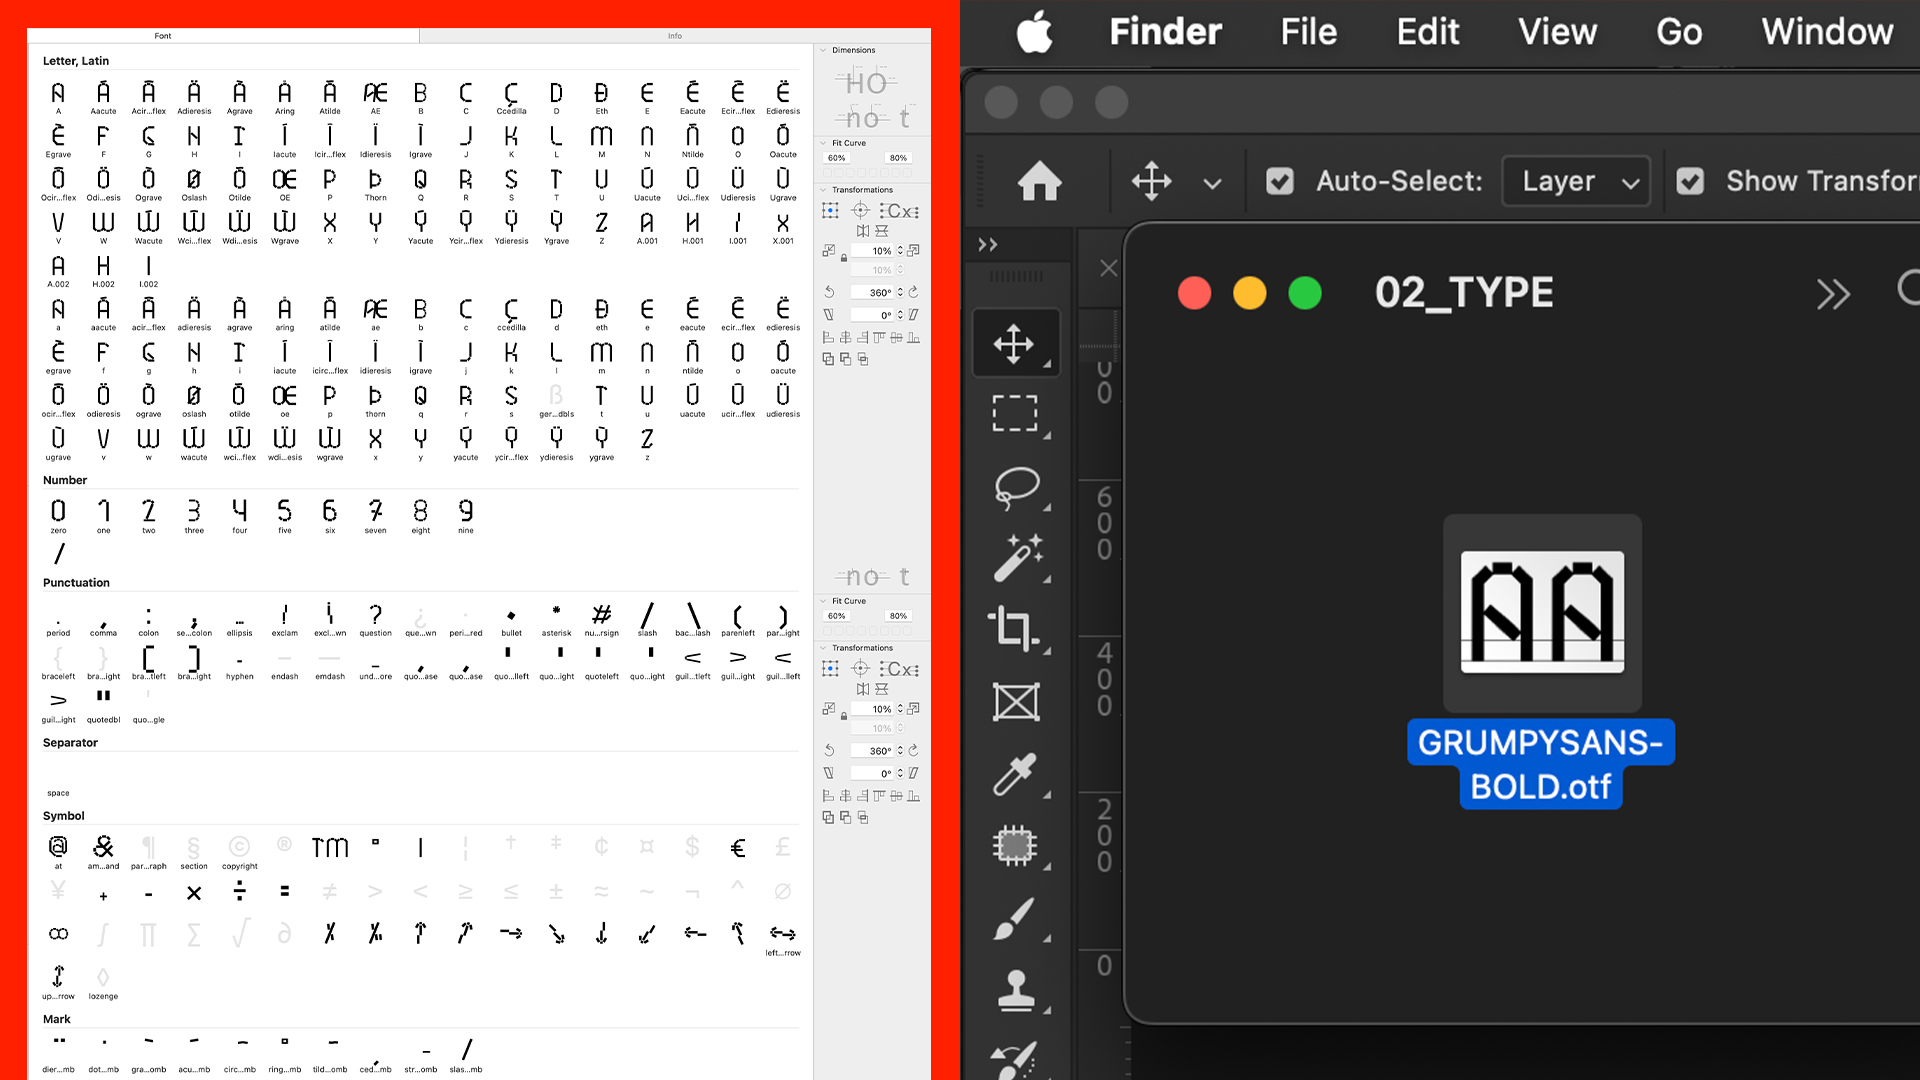 Font
Info
Letter, Latin
A Aacute Acir...flex Adieresis Agrave Aring Atilde AE B C Ccedilla D Eth E Eacute Ecir...flex Edieresis
Egrave F G H I Iacute Icir...flex Idieresis Igrave J K L M N Ntilde O Oacute
Ocir...flex Odi...esis Ograve Oslash Otilde OE P Thorn Q R S T U Uacute Uci...flex Udieresis Ugrave
V W Wacute Wci...flex Wdi...esis Wgrave X Y Yacute Ycir...flex Ydieresis Ygrave Z A.001 H.001 I.001 X.001
A.002 H.002 I.002
a aacute acir...flex adieresis agrave aring atilde ae b c ccedilla d eth e eacute ecir...flex edieresis
egrave f g h i iacute icirc...flex idieresis igrave j k l m n ntilde o oacute
ocir...flex odieresis ograve oslash otilde oe p thorn q r s ger...dbls t u uacute ucir...flex udieresis
ugrave v w wacute wci...flex wdi...esis wgrave x y yacute ycir...flex ydieresis ygrave z
Number
0 1 2 3 4 5 6 7 8 9
zero one two three four five six seven eight nine
/
Punctuation
period comma colon se...colon ellipsis exclam excl...wn question que...wn peri...red bullet asterisk nu...rsign slash bac...lash parenleft par...ight
braceleft bra...ight bra...tleft bra...ight hyphen endash emdash und...ore quo...ase quo...ase quo...lleft quo...ight quoteleft quo...ight guil...tleft guil...ight guil...lleft
guil...ight quotedbl quo...gle
Separator
space
Symbol
@ & ¶ § © ® TM ° | ¦ † ‡ ¢ ¤ $ € £
at am...and par...raph section copyright
¥ + - × ÷ = ≠ > < ≥ ≤ ± ≈ ~ ¬ ^ ∅
∞ ∫ ∏ Σ √ ∂ ↑ ↗ → ↘ ↓ ↙ ← ↖ ↔
left...rrow
up...rrow lozenge
Mark
dier...mb dot...mb gra...omb acu...mb circ...mb ring...mb tild...omb ced...mb str...omb slas...mb
Dimensions
HO
no t
Fit Curve
60% 80%
Transformations
Cx
10%
10%
360°
0°
no t
Fit Curve
60% 80%
Transformations
Cx
10%
10%
360°
0°
Finder File Edit View Go Window
Auto-Select: Layer Show Transfor
02_TYPE
0
0
600
400
200
0
AA
GRUMPYSANS-
BOLD.otf